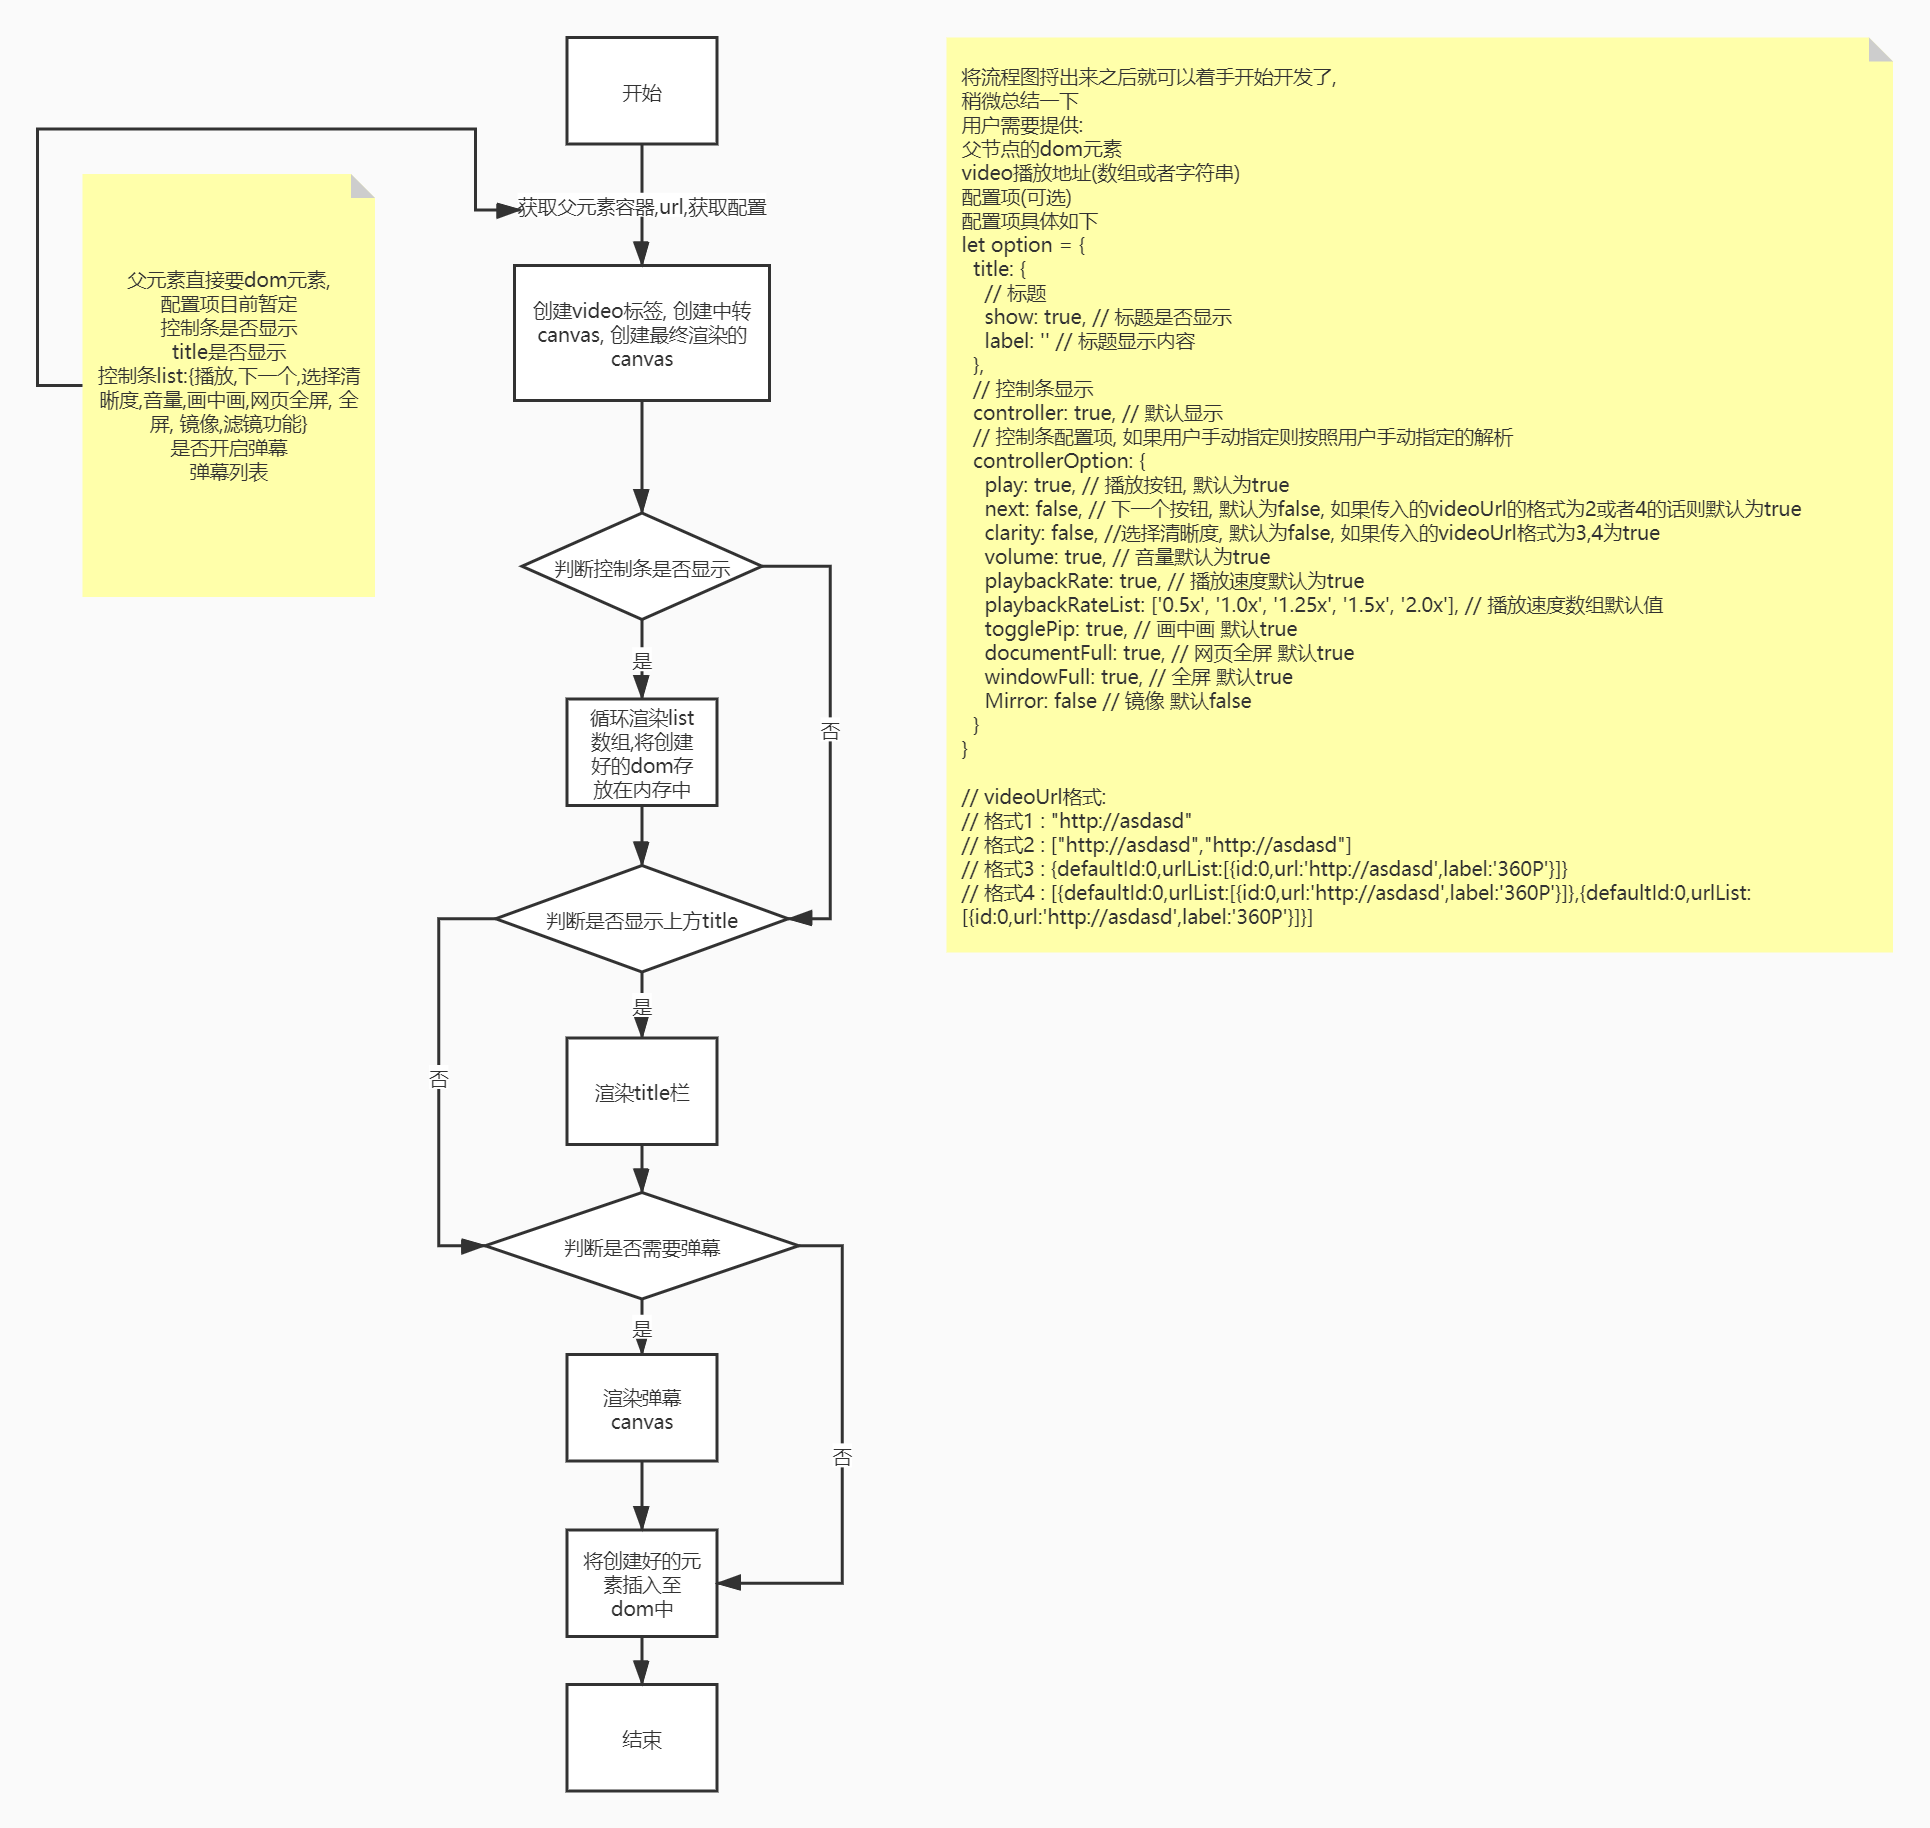 开始
获取父元素容器,url,获取配置
父元素直接要dom元素,
配置项目前暂定
控制条是否显示
title是否显示
控制条list:{播放,下一个,选择清
晰度,音量,画中画,网页全屏, 全
屏, 镜像,滤镜功能}
是否开启弹幕
弹幕列表
创建video标签, 创建中转
canvas, 创建最终渲染的
canvas
判断控制条是否显示
是
否
循环渲染list
数组,将创建
好的dom存
放在内存中
判断是否显示上方title
是
否
渲染title栏
判断是否需要弹幕
是
否
渲染弹幕
canvas
将创建好的元
素插入至
dom中
结束
将流程图捋出来之后就可以着手开始开发了,
稍微总结一下
用户需要提供:
父节点的dom元素
video播放地址(数组或者字符串)
配置项(可选)
配置项具体如下
let option = {
title: {
// 标题
show: true, // 标题是否显示
label: '' // 标题显示内容
},
// 控制条显示
controller: true, // 默认显示
// 控制条配置项, 如果用户手动指定则按照用户手动指定的解析
controllerOption: {
play: true, // 播放按钮, 默认为true
next: false, // 下一个按钮, 默认为false, 如果传入的videoUrl的格式为2或者4的话则默认为true
clarity: false, //选择清晰度, 默认为false, 如果传入的videoUrl格式为3,4为true
volume: true, // 音量默认为true
playbackRate: true, // 播放速度默认为true
playbackRateList: ['0.5x', '1.0x', '1.25x', '1.5x', '2.0x'], // 播放速度数组默认值
togglePip: true, // 画中画 默认true
documentFull: true, // 网页全屏 默认true
windowFull: true, // 全屏 默认true
Mirror: false // 镜像 默认false
}
}
// videoUrl格式:
// 格式1 : "http://asdasd"
// 格式2 : ["http://asdasd","http://asdasd"]
// 格式3 : {defaultId:0,urlList:[{id:0,url:'http://asdasd',label:'360P'}]}
// 格式4 : [{defaultId:0,urlList:[{id:0,url:'http://asdasd',label:'360P'}]},{defaultId:0,urlList:
[{id:0,url:'http://asdasd',label:'360P'}]}]